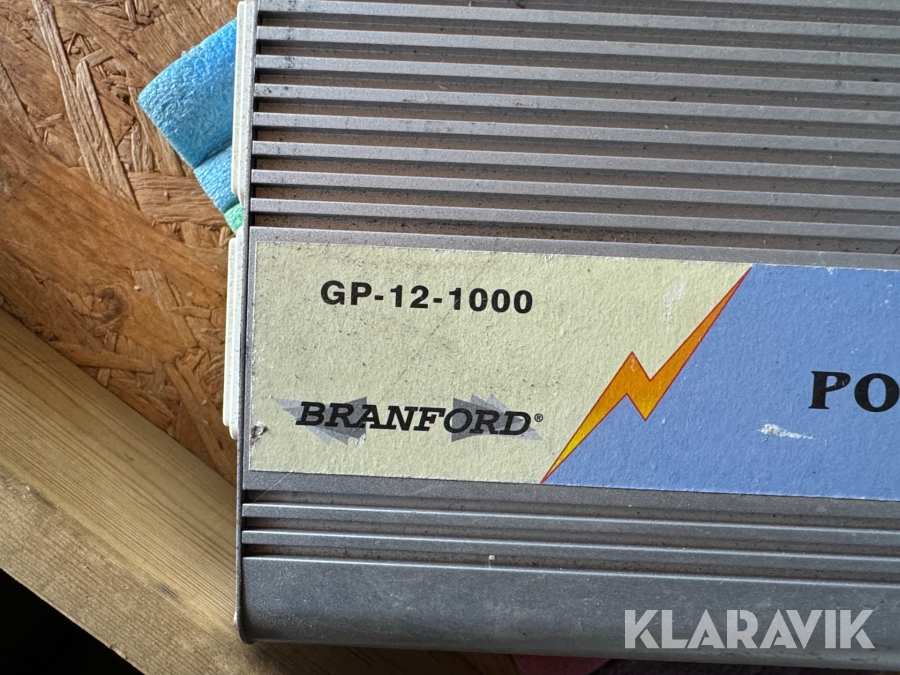 GP-12-1000
BRANFORD®
PO
KLARAVIK